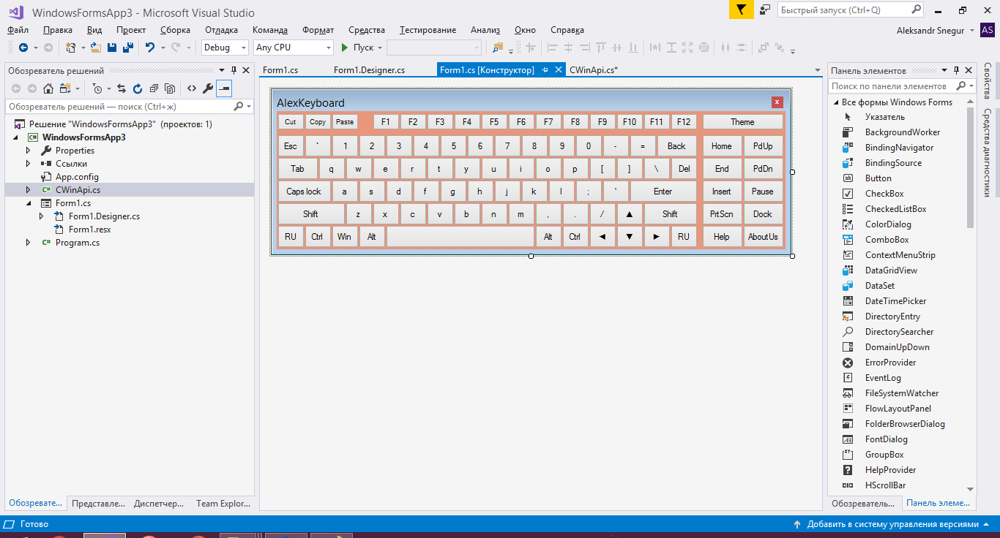 WindowsFormsApp3 - Microsoft Visual Studio
Быстрый запуск (Ctrl+Q)
Файл Правка Вид Проект Сборка Отладка Команда Формат Средства Тестирование Анализ Окно Справка
Aleksandr Snegur AS
Debug Any CPU Пуск
Обозреватель решений
Form1.cs Form1.Designer.cs Form1.cs [Конструктор] CWinApi.cs*
Панель элементов
Свойства
Средства диагностики
Обозреватель решений — поиск (Ctrl+ж)
Решение "WindowsFormsApp3" (проектов: 1)
WindowsFormsApp3
Properties
Ссылки
App.config
CWinApi.cs
Form1.cs
Form1.Designer.cs
Form1.resx
Program.cs
AlexKeyboard x
Cut Copy Paste F1 F2 F3 F4 F5 F6 F7 F8 F9 F10 F11 F12 Theme
Esc ` 1 2 3 4 5 6 7 8 9 0 - = Back Home PdUp
Tab q w e r t y u i o p [ ] \ Del End PdDn
Caps lock a s d f g h j k l ; ' Enter Insert Pause
Shift z x c v b n m , . / ▲ Shift PrtScn Dock
RU Ctrl Win Alt Alt Ctrl ◄ ▼ ► RU Help AboutUs
Поиск по панели элементов
Все формы Windows Forms
Указатель
BackgroundWorker
BindingNavigator
BindingSource
Button
CheckBox
CheckedListBox
ColorDialog
ComboBox
ContextMenuStrip
DataGridView
DataSet
DateTimePicker
DirectoryEntry
DirectorySearcher
DomainUpDown
ErrorProvider
EventLog
FileSystemWatcher
FlowLayoutPanel
FolderBrowserDialog
FontDialog
GroupBox
HelpProvider
HScrollBar
Обозревате... Представле... Диспетчер... Team Explor...
Обозреватель... Панель элеме...
Готово
Добавить в систему управления версиями